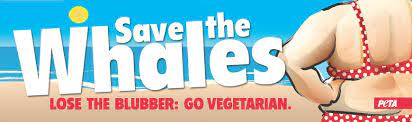 Save the
Whales
LOSE THE BLUBBER: GO VEGETARIAN.
PETA